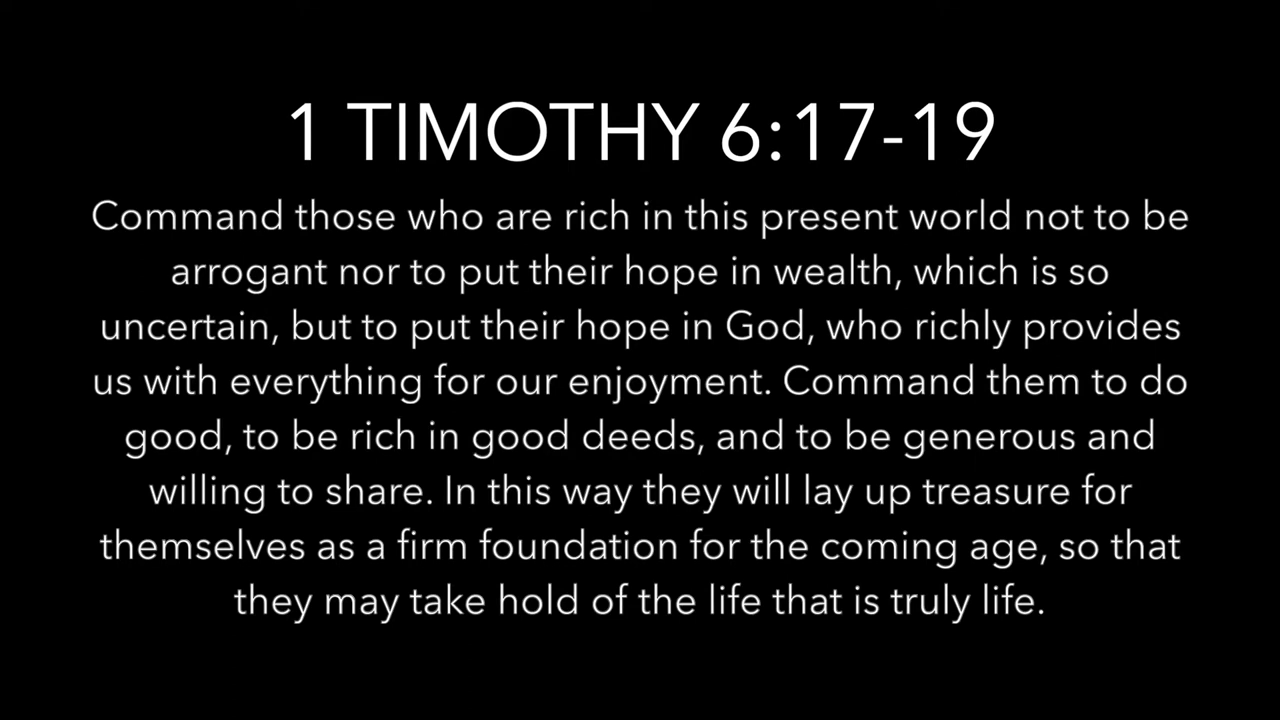 1 TIMOTHY 6:17-19
Command those who are rich in this present world not to be
arrogant nor to put their hope in wealth, which is so
uncertain, but to put their hope in God, who richly provides
us with everything for our enjoyment. Command them to do
good, to be rich in good deeds, and to be generous and
willing to share. In this way they will lay up treasure for
themselves as a firm foundation for the coming age, so that
they may take hold of the life that is truly life.